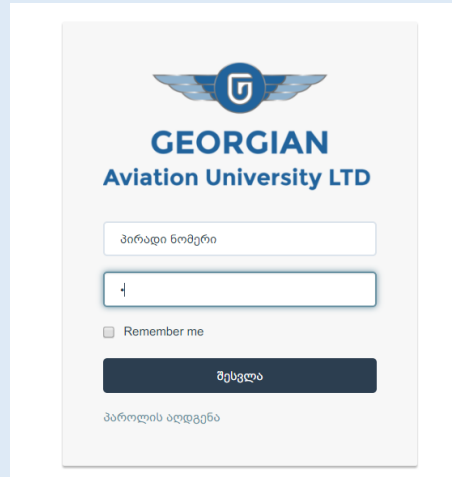 GEORGIAN
Aviation University LTD
პირადი ნომერი
•
Remember me
შესვლა
პაროლის აღდგენა